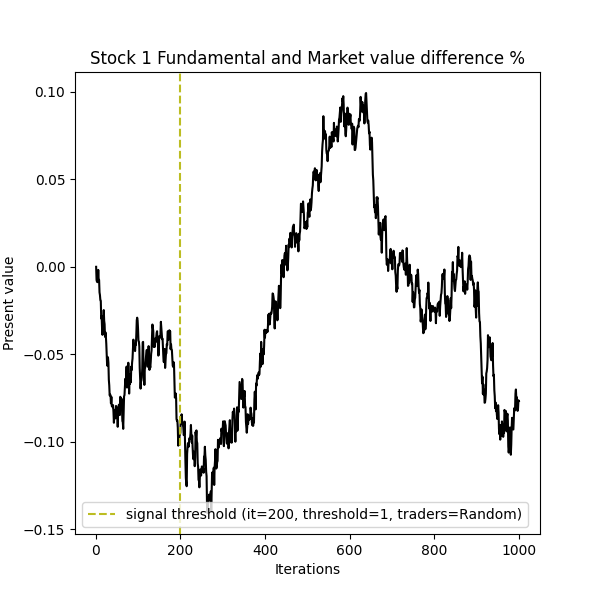 Stock 1 Fundamental and Market value difference %
0.10
0.05
0.00
−0.05
−0.10
−0.15
Present value
signal threshold (it=200, threshold=1, traders=Random)
0 200 400 600 800 1000
Iterations